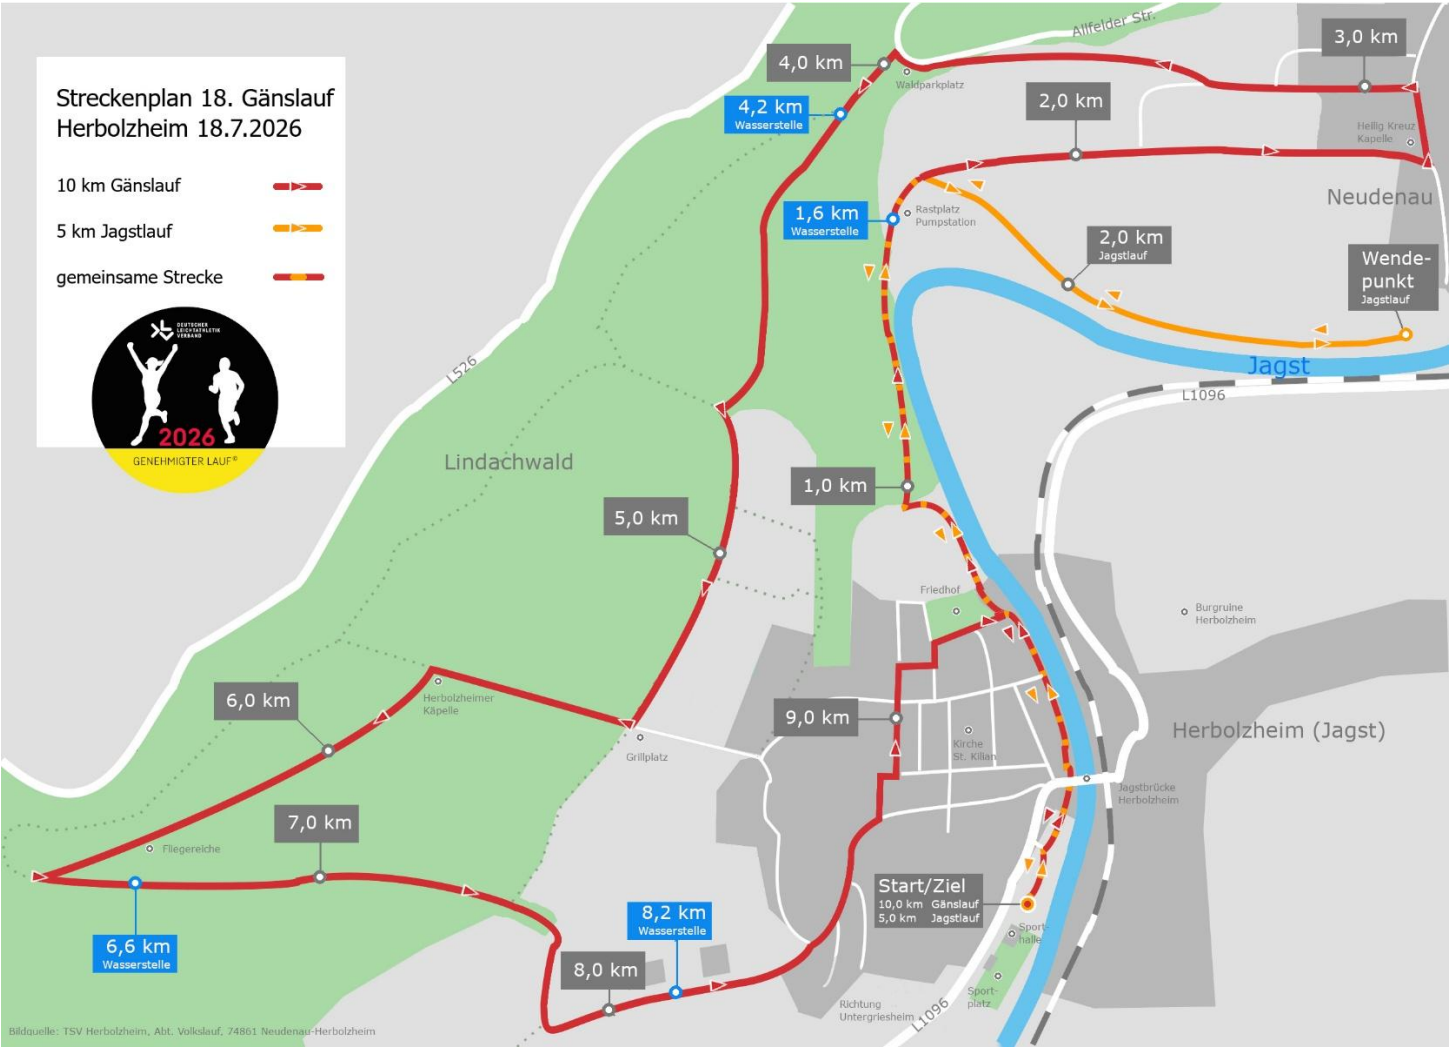 Streckenplan 18. Gänslauf
Herbolzheim 18.7.2026
10 km Gänslauf
5 km Jagstlauf
gemeinsame Strecke
DEUTSCHER
LEICHTATHLETIK
VERBAND
2026
GENEHMIGTER LAUF®
Allfelder Str.
3,0 km
4,0 km
Waldparkplatz
4,2 km
Wasserstelle
2,0 km
Heilig Kreuz
Kapelle
Neudenau
1,6 km
Wasserstelle
Rastplatz
Pumpstation
2,0 km
Jagstlauf
Wende-
punkt
Jagstlauf
L526
Jagst
L1096
Lindachwald
1,0 km
5,0 km
Friedhof
Burgruine
Herbolzheim
6,0 km
Herbolzheimer
Käpelle
9,0 km
Kirche
St. Kilian
Herbolzheim (Jagst)
Grillplatz
Jagstbrücke
Herbolzheim
7,0 km
Fliegereiche
Start/Ziel
10,0 km Gänslauf
5,0 km Jagstlauf
8,2 km
Wasserstelle
6,6 km
Wasserstelle
Sport-
halle
8,0 km
Sport-
platz
Richtung
Untergriesheim
L1096
Bildquelle: TSV Herbolzheim, Abt. Volkslauf, 74861 Neudenau-Herbolzheim